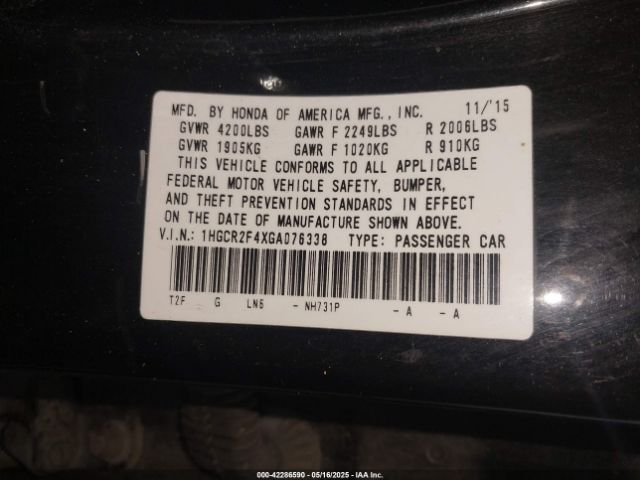 MFD. BY HONDA OF AMERICA MFG., INC. 11/'15
GVWR 4200LBS GAWR F 2249LBS R 2006LBS
GVWR 1905KG GAWR F 1020KG R 910KG
THIS VEHICLE CONFORMS TO ALL APPLICABLE
FEDERAL MOTOR VEHICLE SAFETY, BUMPER,
AND THEFT PREVENTION STANDARDS IN EFFECT
ON THE DATE OF MANUFACTURE SHOWN ABOVE.
V.I.N.: 1HGCR2F4XGA076338 TYPE: PASSENGER CAR
T2F G LN6 - NH731P - A - A
000-42286590 - 05/16/2025 - IAA Inc.